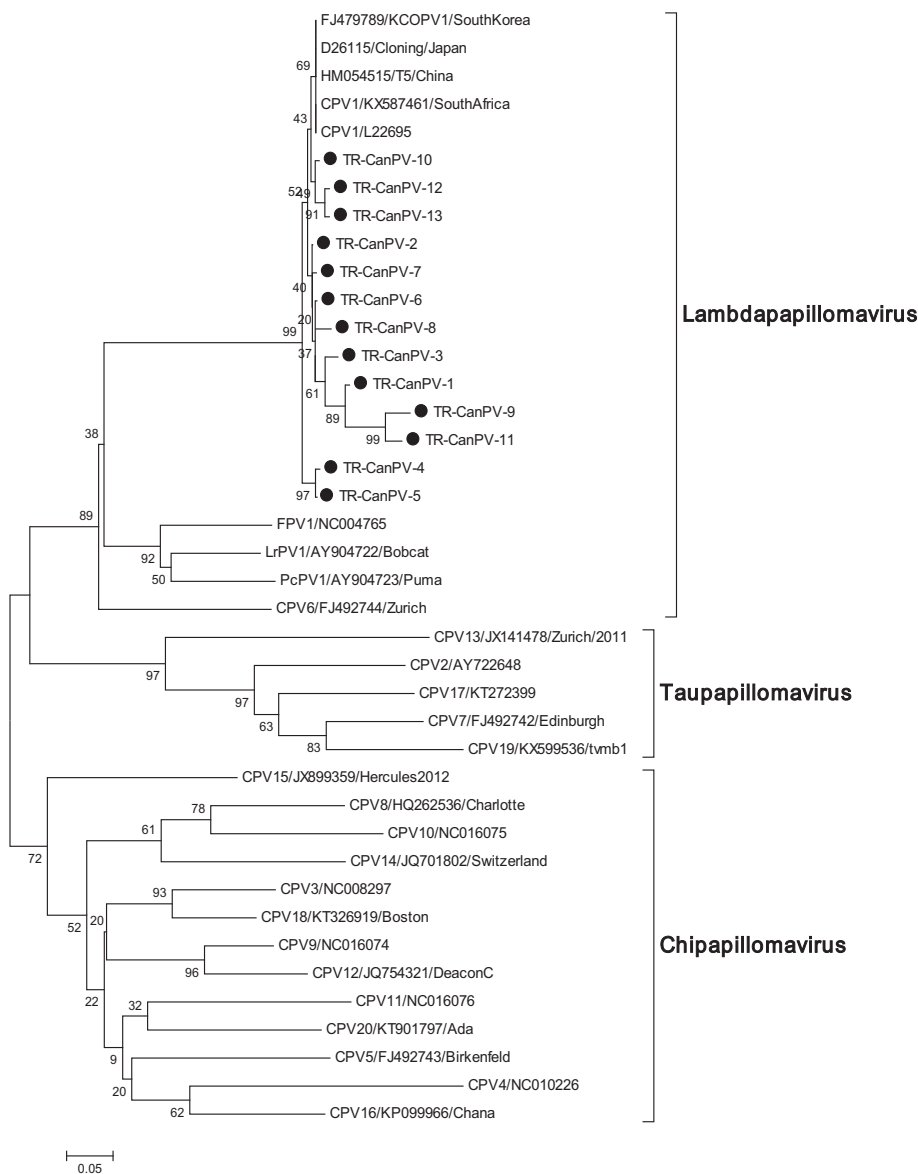 FJ479789/KCOPV1/SouthKorea
D26115/Cloning/Japan
69
HM054515/T5/China
CPV1/KX587461/SouthAfrica
43
CPV1/L22695
TR-CanPV-10
52
49
TR-CanPV-12
91
TR-CanPV-13
TR-CanPV-2
TR-CanPV-7
40
TR-CanPV-6
20
TR-CanPV-8
99
Lambdapapillomavirus
37
TR-CanPV-3
61
TR-CanPV-1
89
TR-CanPV-9
99
TR-CanPV-11
38
TR-CanPV-4
97
TR-CanPV-5
89
FPV1/NC004765
92
LrPV1/AY904722/Bobcat
50
PcPV1/AY904723/Puma
CPV6/FJ492744/Zurich
CPV13/JX141478/Zurich/2011
97
CPV2/AY722648
97
CPV17/KT272399
Taupapillomavirus
63
CPV7/FJ492742/Edinburgh
83
CPV19/KX599536/tvmb1
CPV15/JX899359/Hercules2012
78
CPV8/HQ262536/Charlotte
61
CPV10/NC016075
72
CPV14/JQ701802/Switzerland
93
CPV3/NC008297
52
20
CPV18/KT326919/Boston
CPV9/NC016074
Chipapillomavirus
96
CPV12/JQ754321/DeaconC
22
32
CPV11/NC016076
CPV20/KT901797/Ada
9
CPV5/FJ492743/Birkenfeld
20
CPV4/NC010226
62
CPV16/KP099966/Chana
0.05